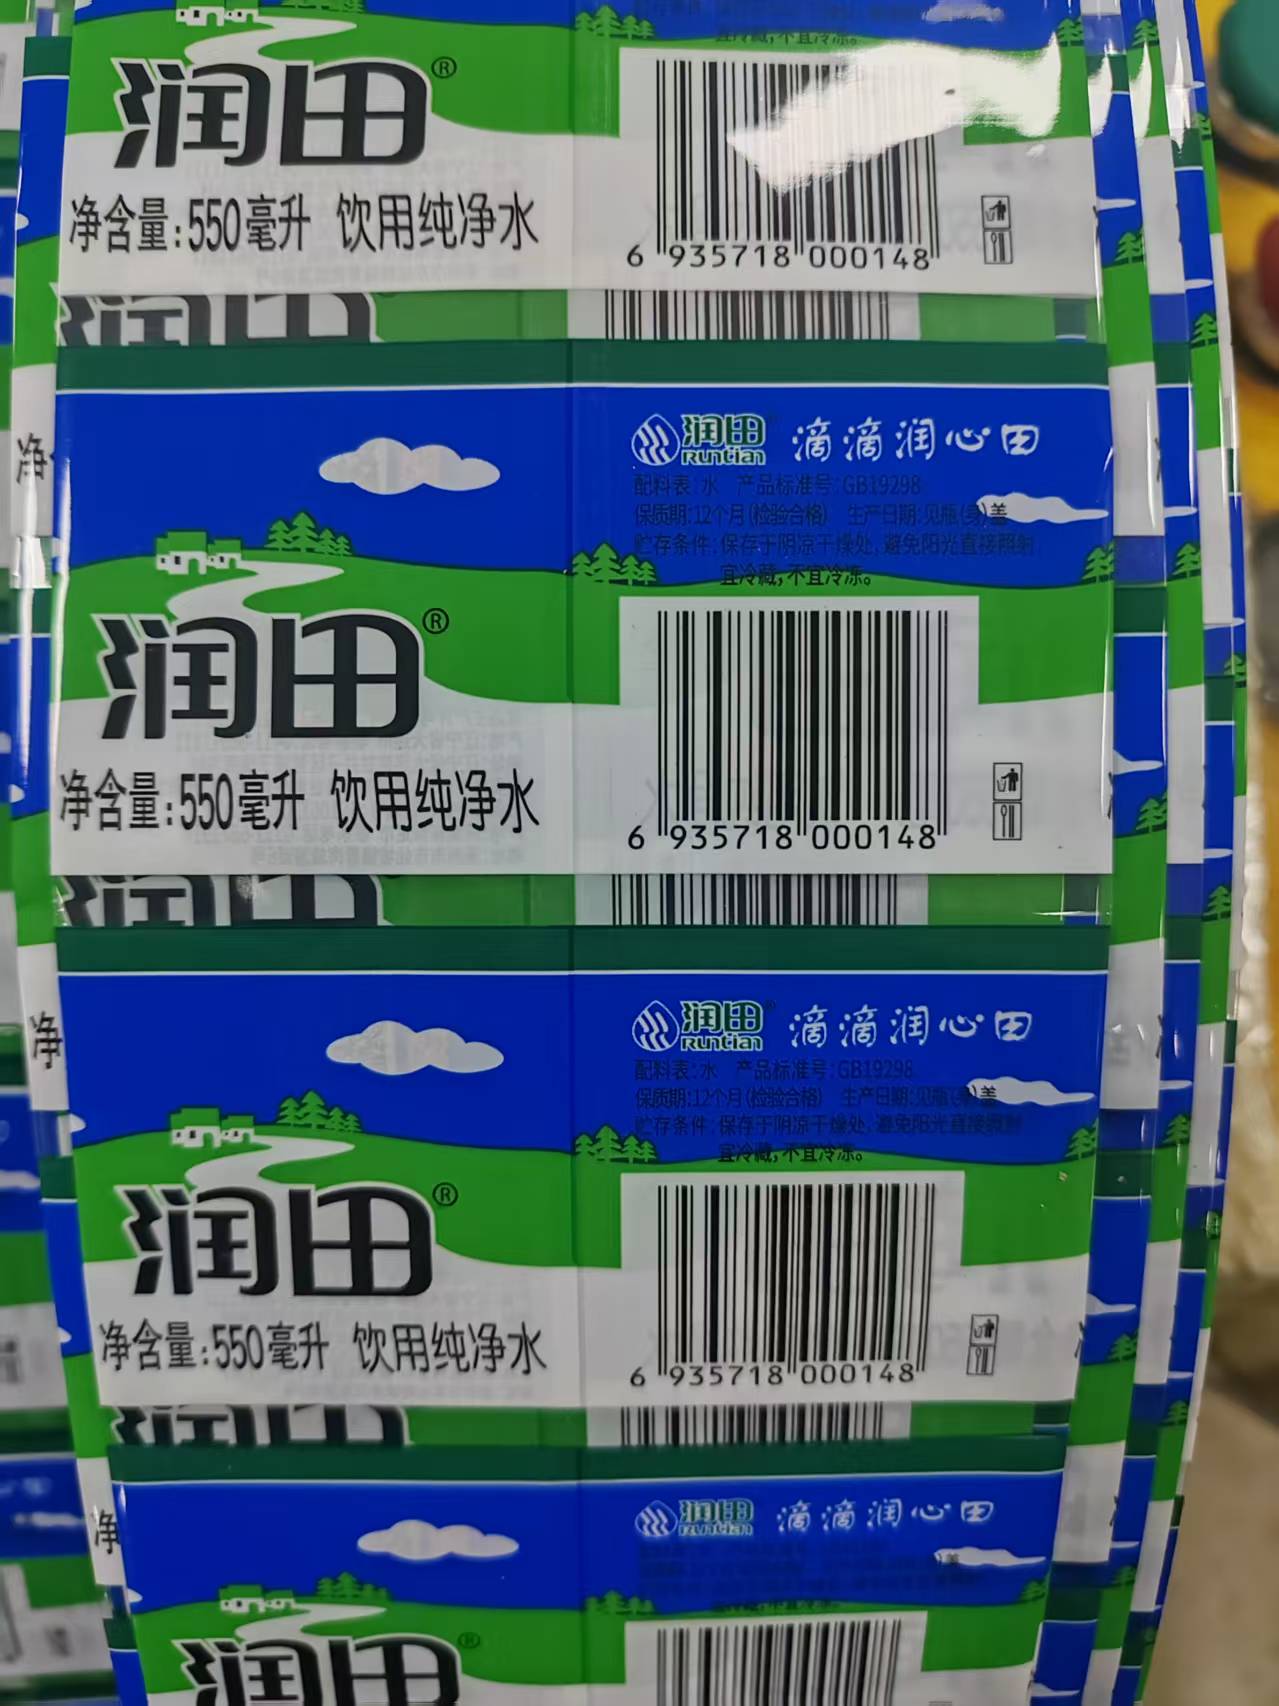 宜冷藏,不宜冷冻。
润田®
净含量:550毫升 饮用纯净水
6 935718 000148
润田 滴滴润心田
Runtian
配料表:水 产品标准号:GB19298
保质期:12个月(检验合格) 生产日期:见瓶(身)盖
贮存条件:保存于阴凉干燥处,避免阳光直接照射
宜冷藏,不宜冷冻。
润田®
净含量:550毫升 饮用纯净水
6 935718 000148
净
润田 滴滴润心田
Runtian
配料表:水 产品标准号:GB19298
保质期:12个月(检验合格) 生产日期:见瓶(身)盖
贮存条件:保存于阴凉干燥处,避免阳光直接照射
宜冷藏,不宜冷冻。
润田®
净含量:550毫升 饮用纯净水
6 935718 000148
净
润田 滴滴润心田
Runtian
润田®
净